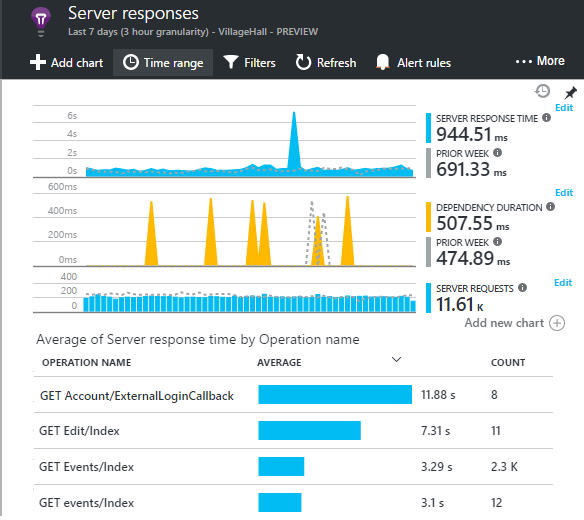 Server responses
Last 7 days (3 hour granularity) - VillageHall - PREVIEW
Add chart Time range Filters Refresh Alert rules More
Edit
6s
4s
2s
0s
SERVER RESPONSE TIME
944.51 ms
PRIOR WEEK
691.33 ms
Edit
600ms
400ms
200ms
0ms
DEPENDENCY DURATION
507.55 ms
PRIOR WEEK
474.89 ms
Edit
400
200
0
SERVER REQUESTS
11.61 K
Add new chart
Average of Server response time by Operation name
OPERATION NAME AVERAGE COUNT
GET Account/ExternalLoginCallback 11.88 s 8
GET Edit/Index 7.31 s 11
GET Events/Index 3.29 s 2.3 K
GET events/Index 3.1 s 12